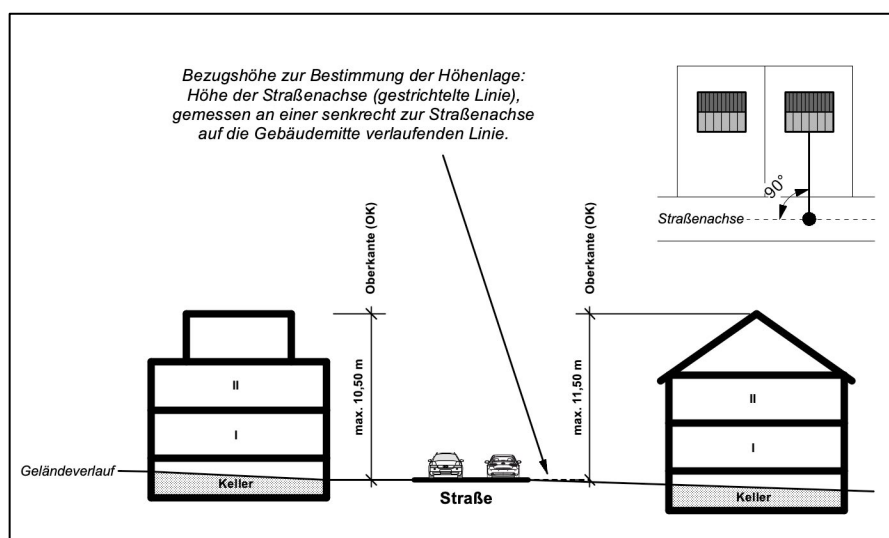 Bezugshöhe zur Bestimmung der Höhenlage:
Höhe der Straßenachse (gestrichtelte Linie),
gemessen an einer senkrecht zur Straßenachse
auf die Gebäudemitte verlaufenden Linie.
90°
Straßenachse
Oberkante (OK)
max. 10,50 m
Oberkante (OK)
max. 11,50 m
II
I
Keller
Geländeverlauf
Straße
II
I
Keller